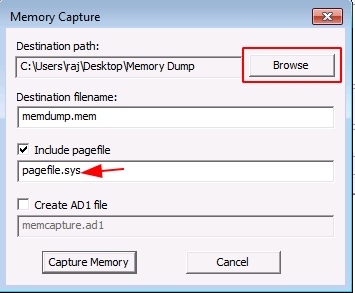 Memory Capture
Destination path:
C:\Users\raj\Desktop\Memory Dump
Browse
Destination filename:
memdump.mem
Include pagefile
pagefile.sys
Create AD1 file
memcapture.ad1
Capture Memory
Cancel